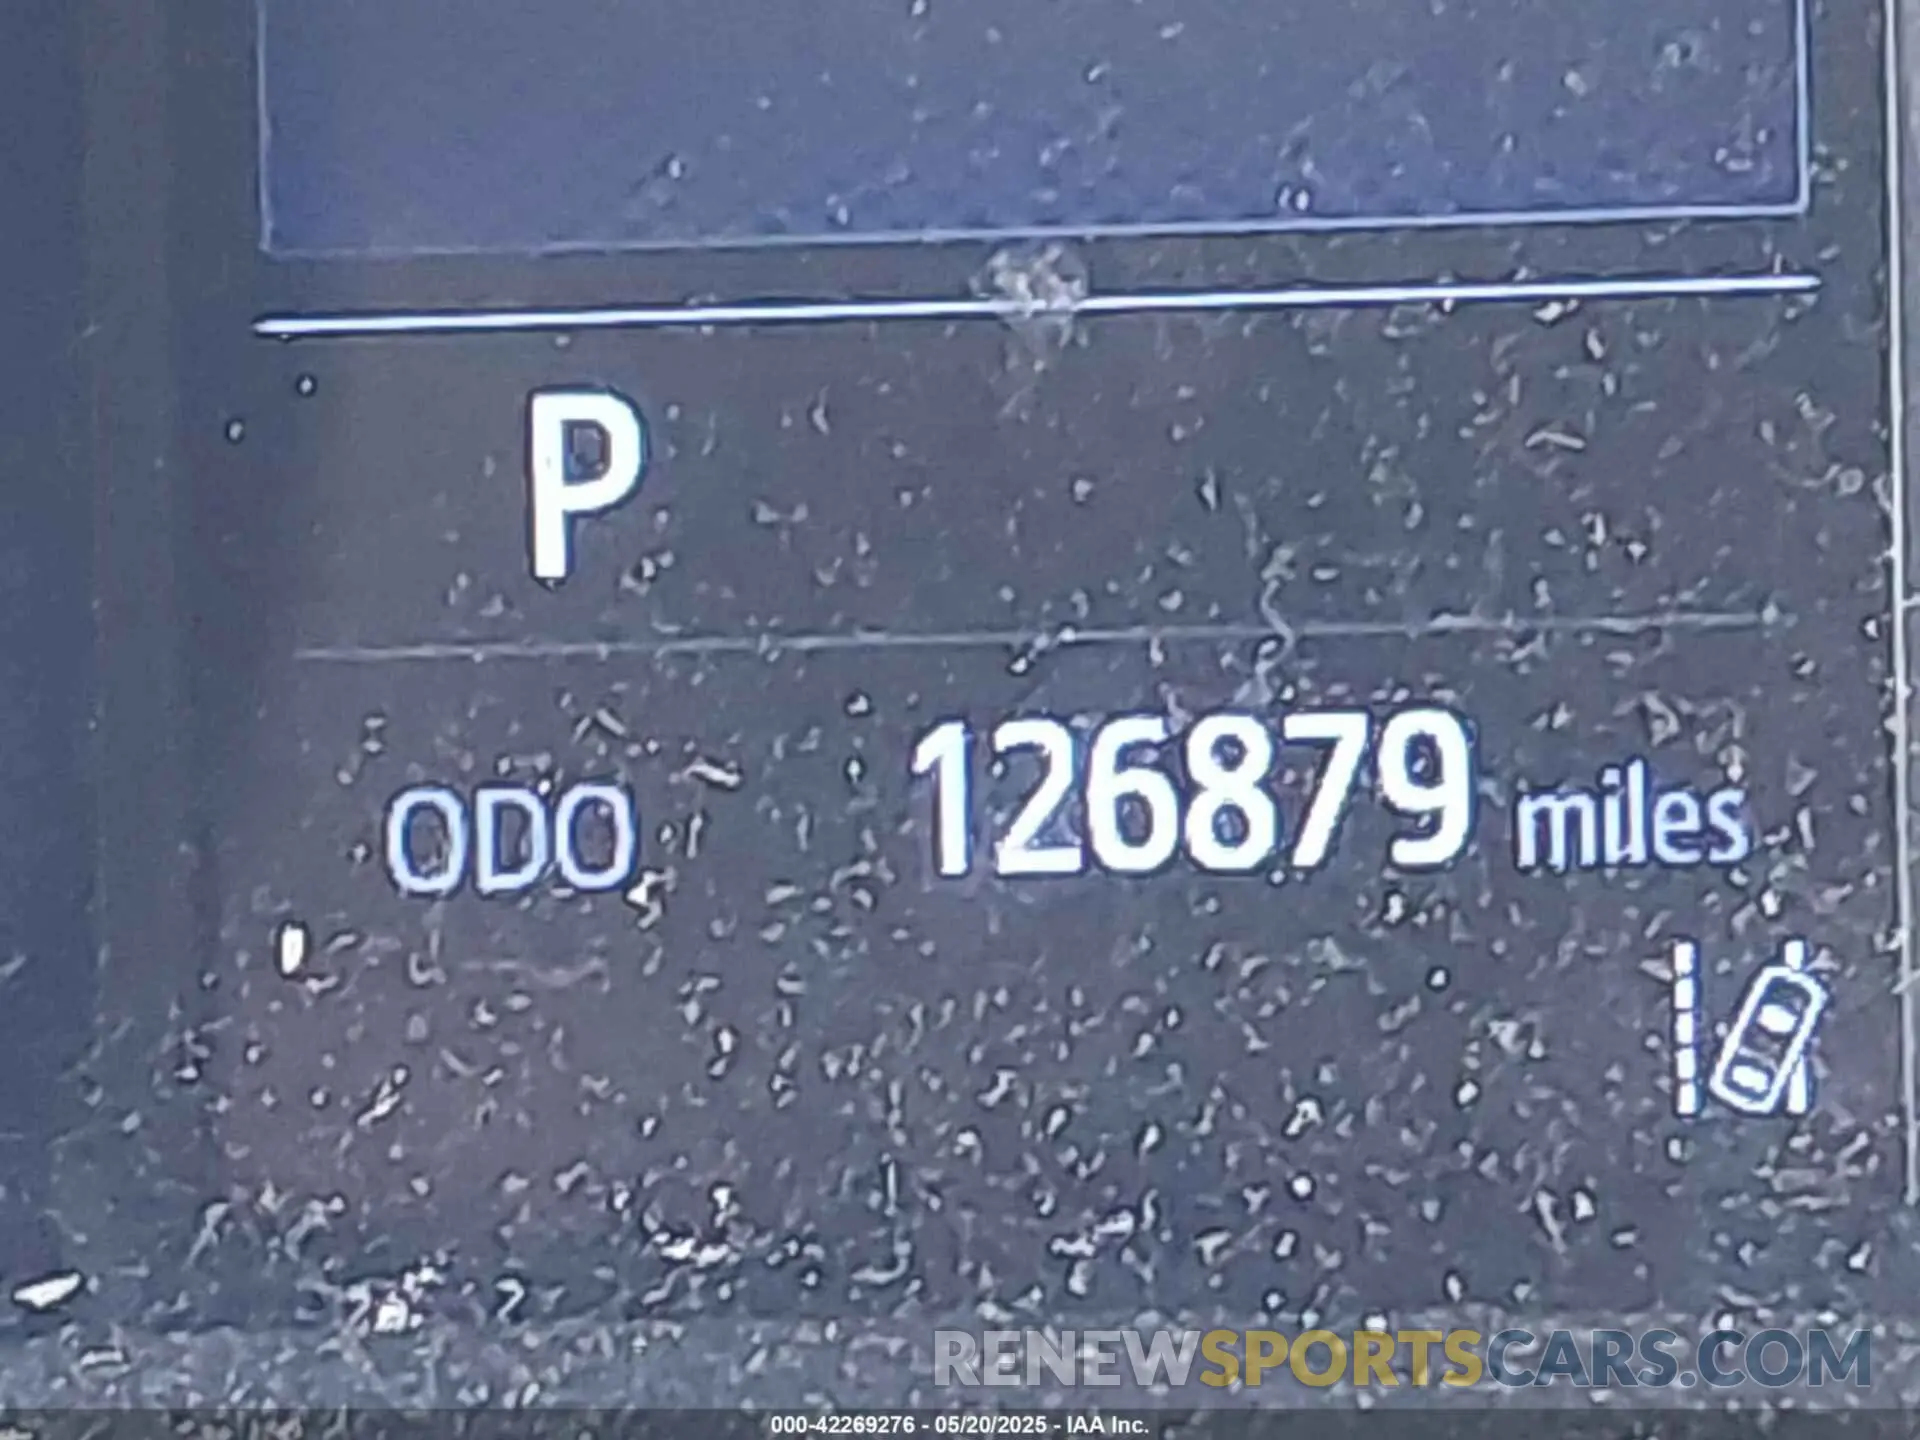 P
ODO 126879 miles
RENEWSPORTSCARS.COM
000-42269276 - 05/20/2025 - IAA Inc.